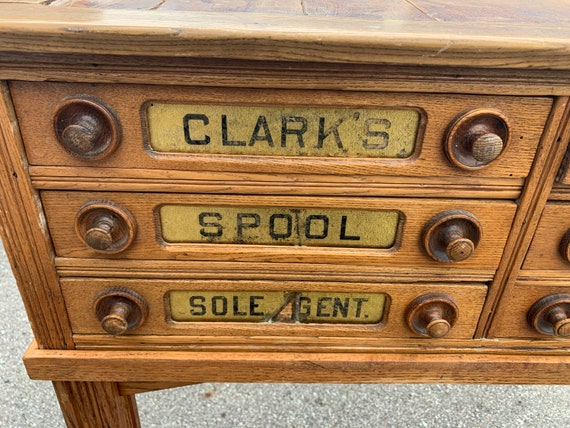 CLARK'S
SPOOL
SOLE AGENT.